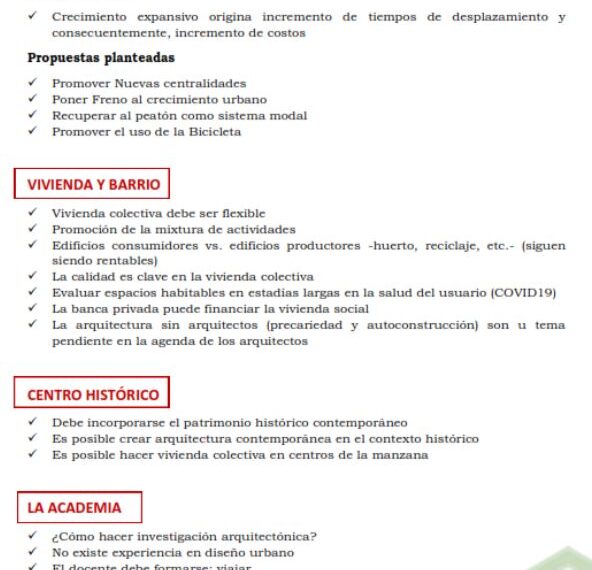 ✓ Crecimiento expansivo origina incremento de tiempos de desplazamiento y
consecuentemente, incremento de costos
Propuestas planteadas
✓ Promover Nuevas centralidades
✓ Poner Freno al crecimiento urbano
✓ Recuperar al peatón como sistema modal
✓ Promover el uso de la Bicicleta
VIVIENDA Y BARRIO
✓ Vivienda colectiva debe ser flexible
✓ Promoción de la mixtura de actividades
✓ Edificios consumidores vs. edificios productores -huerto, reciclaje, etc.- (siguen
siendo rentables)
✓ La calidad es clave en la vivienda colectiva
✓ Evaluar espacios habitables en estadías largas en la salud del usuario (COVID19)
✓ La banca privada puede financiar la vivienda social
✓ La arquitectura sin arquitectos (precariedad y autoconstrucción) son u tema
pendiente en la agenda de los arquitectos
CENTRO HISTÓRICO
✓ Debe incorporarse el patrimonio histórico contemporáneo
✓ Es posible crear arquitectura contemporánea en el contexto histórico
✓ Es posible hacer vivienda colectiva en centros de la manzana
LA ACADEMIA
✓ ¿Cómo hacer investigación arquitectónica?
✓ No existe experiencia en diseño urbano
✓ El docente debe formarse: viajar